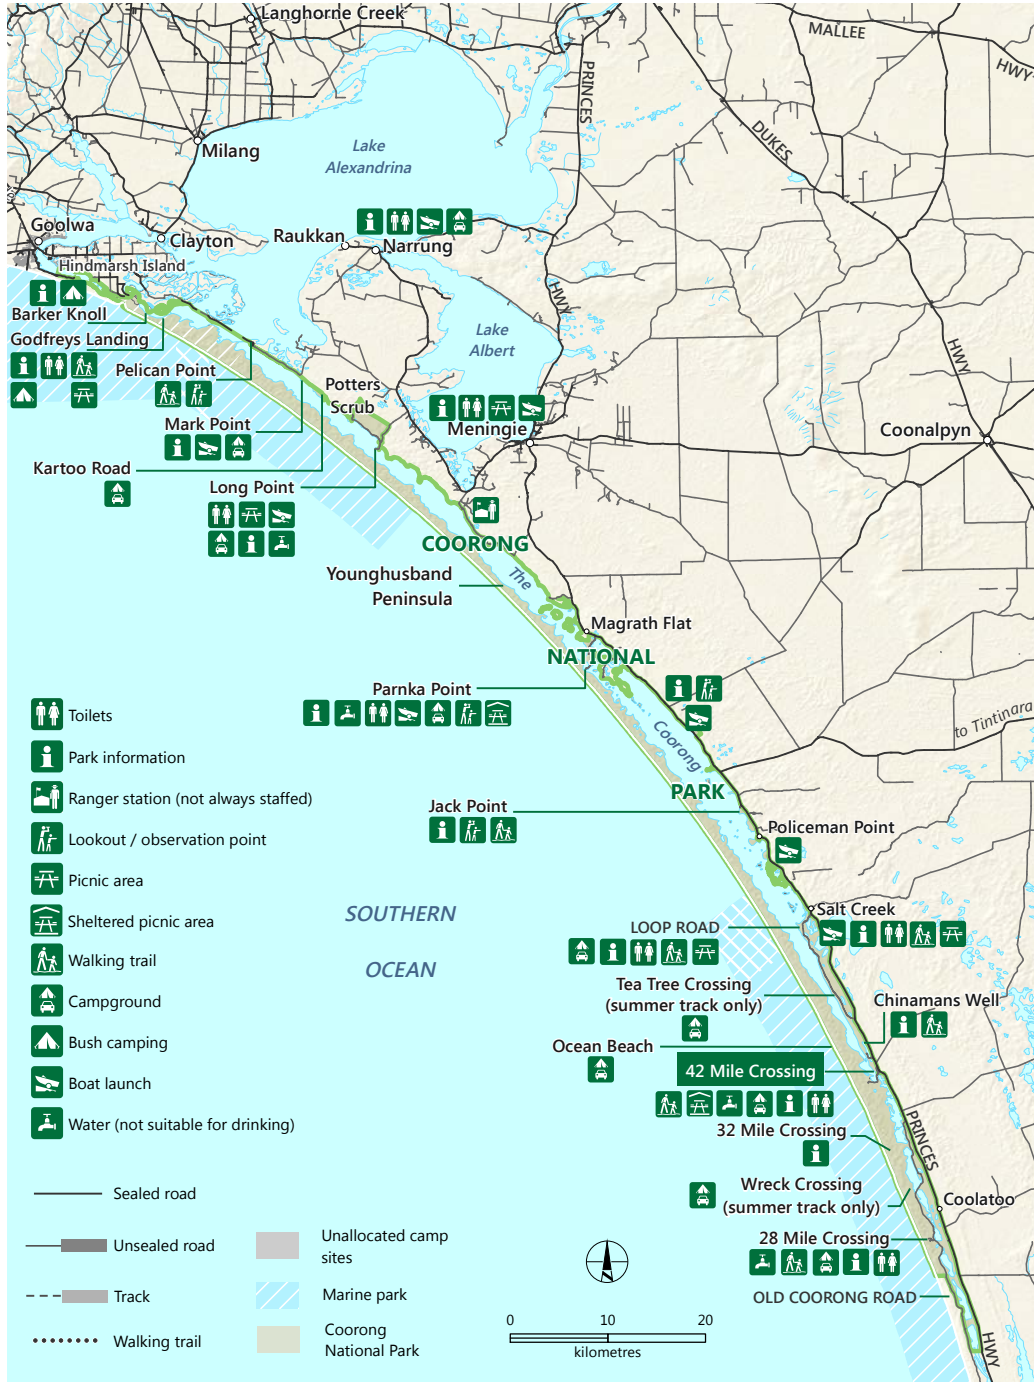 Langhorne Creek
MALLEE
HWY
PRINCES
DUKES
Milang
Lake
Alexandrina
Goolwa
Clayton
Raukkan
Narrung
Hindmarsh Island
HWY
Barker Knoll
Godfreys Landing
Lake
Albert
HWY
Pelican Point
Potters
Scrub
Mark Point
Meningie
Coonalpyn
Kartoo Road
Long Point
COORONG
The
Younghusband
Peninsula
Magrath Flat
NATIONAL
Parnka Point
Coorong
to Tintinara
PARK
Jack Point
Policeman Point
Toilets
Park information
Ranger station (not always staffed)
Lookout / observation point
Picnic area
Sheltered picnic area
Walking trail
Campground
Bush camping
Boat launch
Water (not suitable for drinking)
SOUTHERN
OCEAN
Salt Creek
LOOP ROAD
Tea Tree Crossing
(summer track only)
Chinamans Well
Ocean Beach
42 Mile Crossing
32 Mile Crossing
PRINCES
Wreck Crossing
(summer track only)
Coolatoo
28 Mile Crossing
OLD COORONG ROAD
HWY
Sealed road
Unsealed road
Track
Walking trail
Unallocated camp
sites
Marine park
Coorong
National Park
0 10 20
kilometres